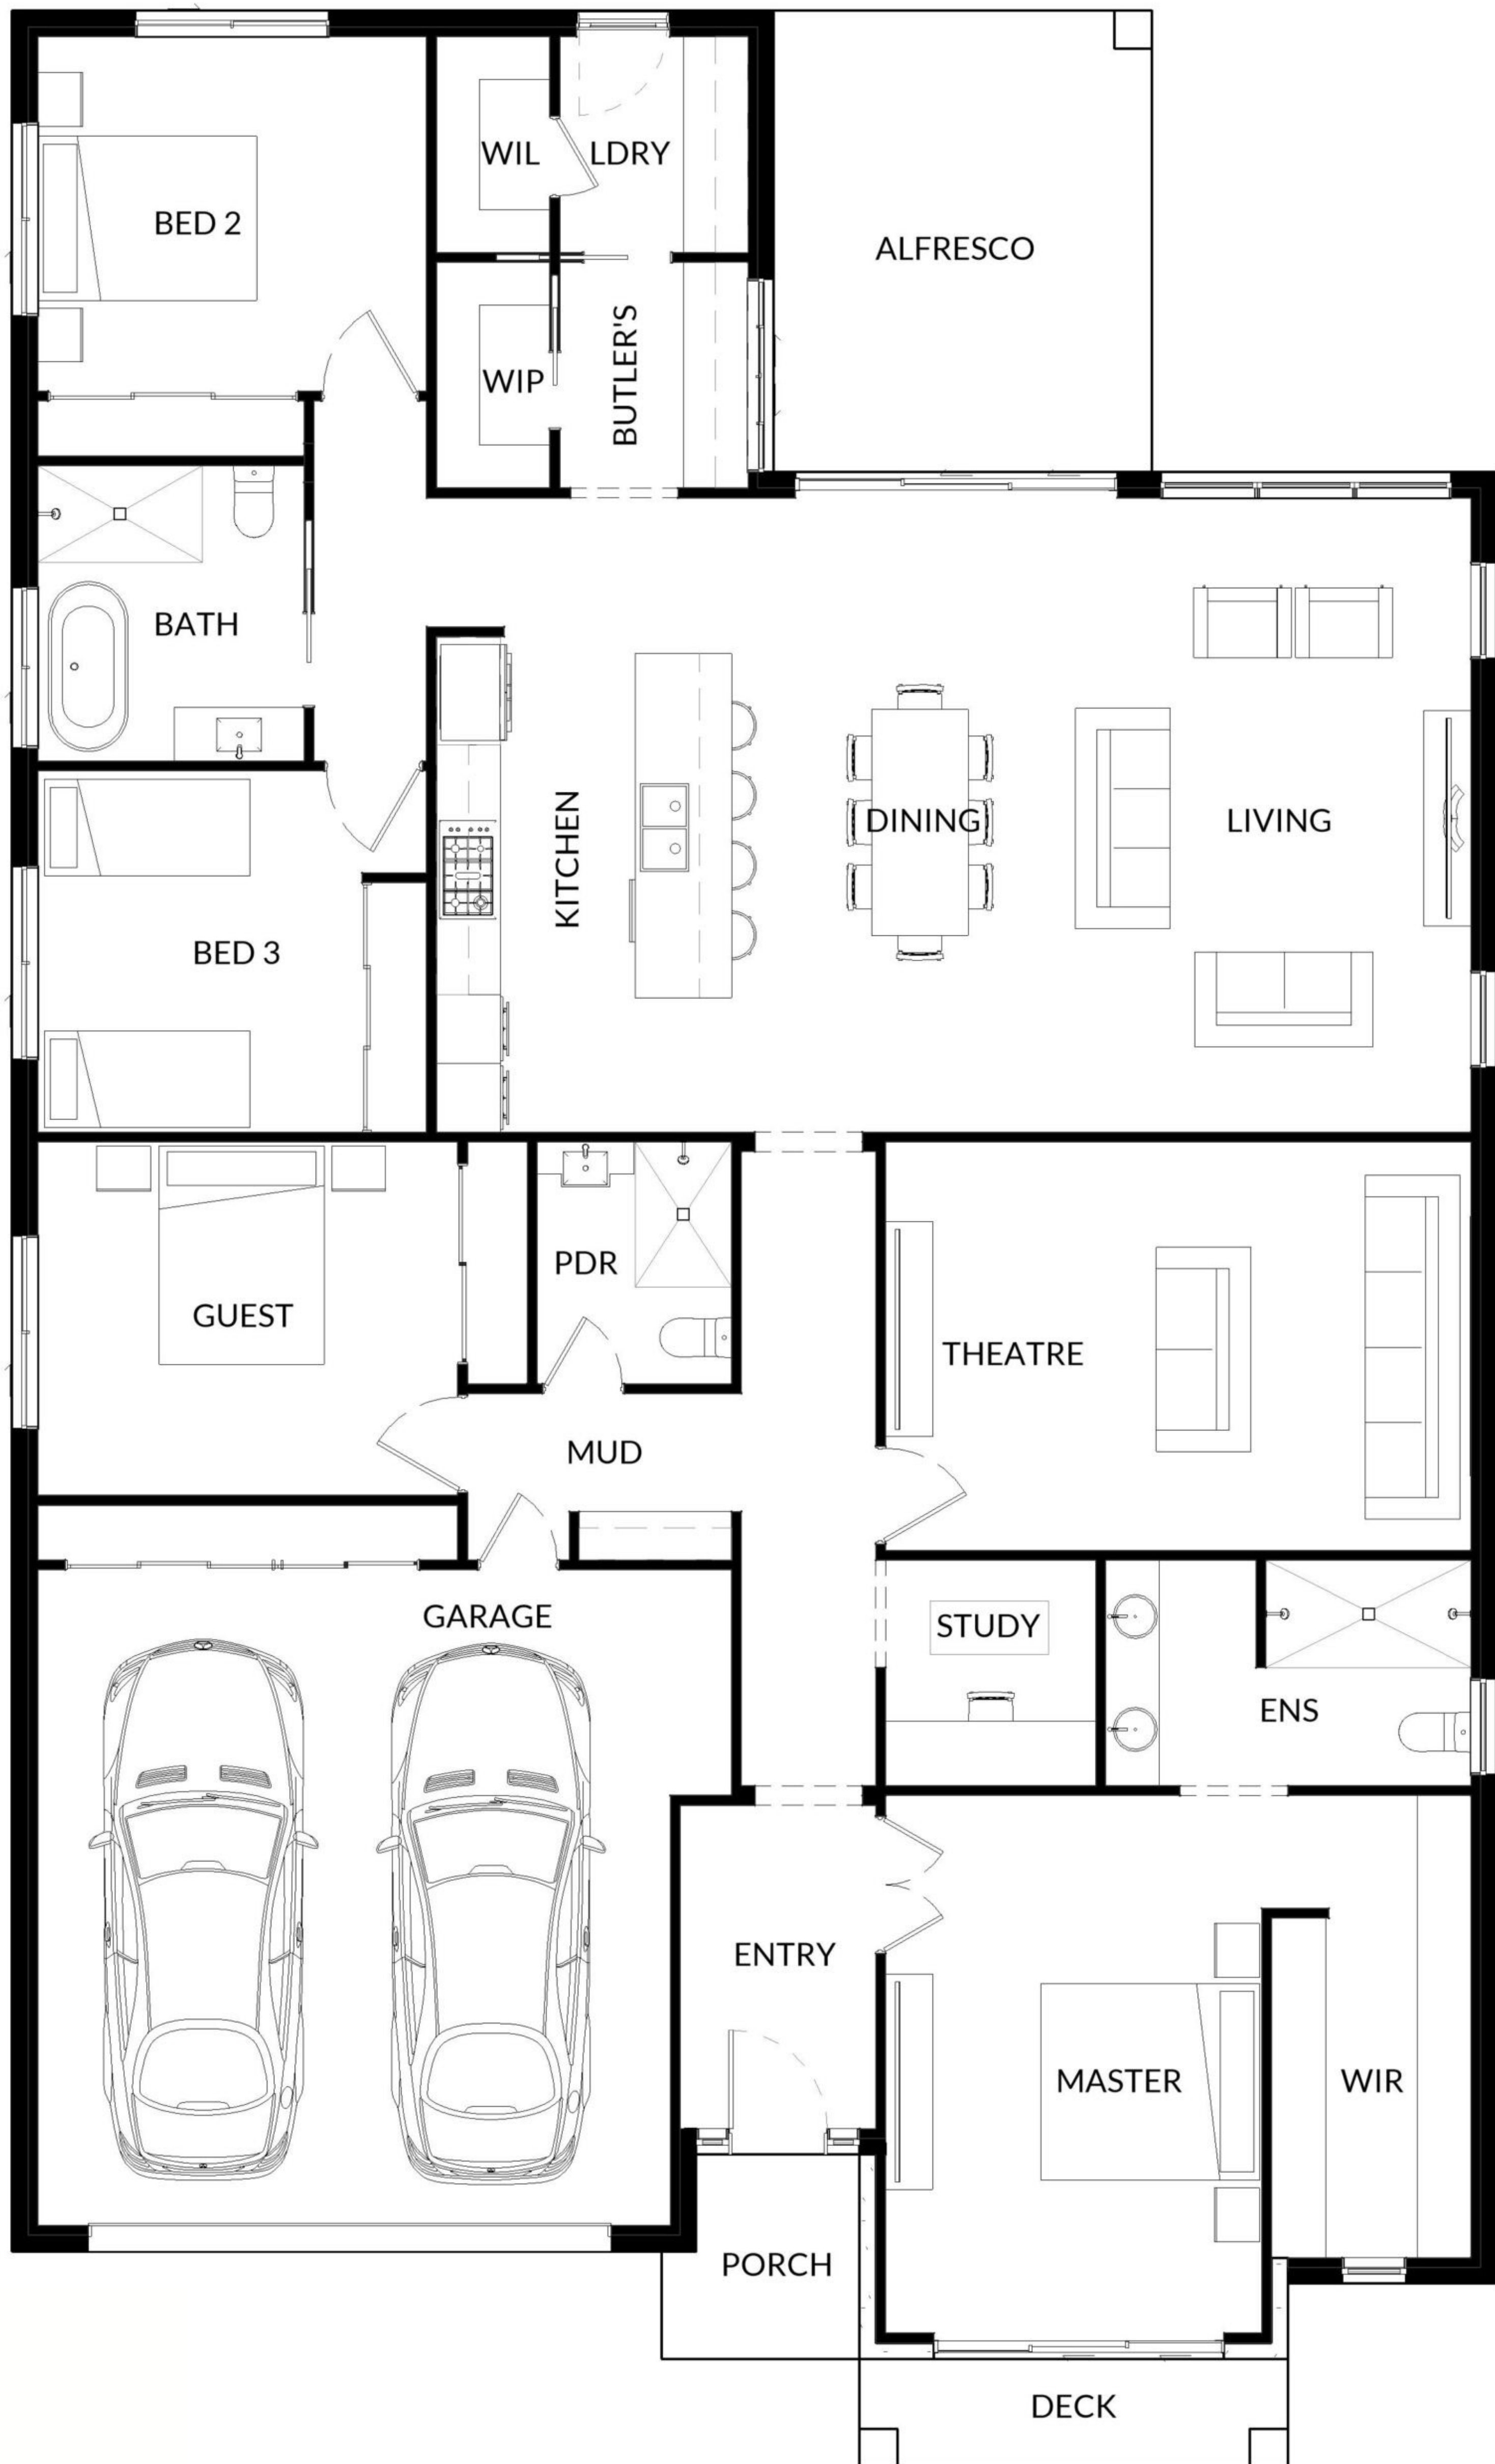 WIL
LDRY
BED 2
ALFRESCO
WIP
BUTLER'S
BATH
KITCHEN
DINING
LIVING
BED 3
PDR
GUEST
THEATRE
MUD
GARAGE
STUDY
ENS
ENTRY
MASTER
WIR
PORCH
DECK